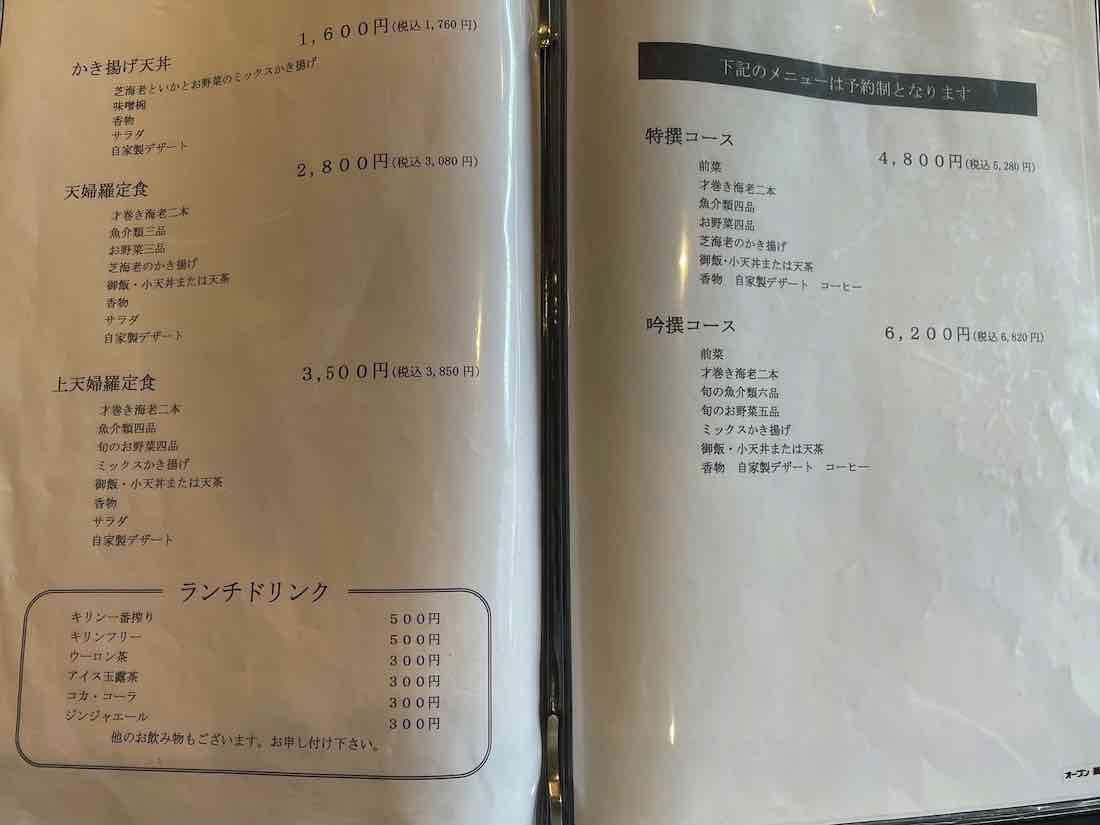 1,600円(税込1,760円)
かき揚げ天丼
芝海老といかとお野菜のミックスかき揚げ
味噌椀
香物
サラダ
自家製デザート
2,800円(税込3,080円)
天婦羅定食
才巻き海老二本
魚介類三品
お野菜三品
芝海老のかき揚げ
御飯・小天丼または天茶
香物
サラダ
自家製デザート
3,500円(税込3,850円)
上天婦羅定食
才巻き海老二本
魚介類四品
旬のお野菜四品
ミックスかき揚げ
御飯・小天丼または天茶
香物
サラダ
自家製デザート
ランチドリンク
キリン一番搾り 500円
キリンフリー 500円
ウーロン茶 300円
アイス玉露茶 300円
コカ・コーラ 300円
ジンジャエール 300円
他のお飲み物もございます。お申し付け下さい。
下記のメニューは予約制となります
特撰コース
4,800円(税込5,280円)
前菜
才巻き海老二本
魚介類四品
お野菜四品
芝海老のかき揚げ
御飯・小天丼または天茶
香物 自家製デザート コーヒー
吟撰コース
6,200円(税込6,820円)
前菜
才巻き海老二本
旬の魚介類六品
旬のお野菜五品
ミックスかき揚げ
御飯・小天丼または天茶
香物 自家製デザート コーヒー
オープン